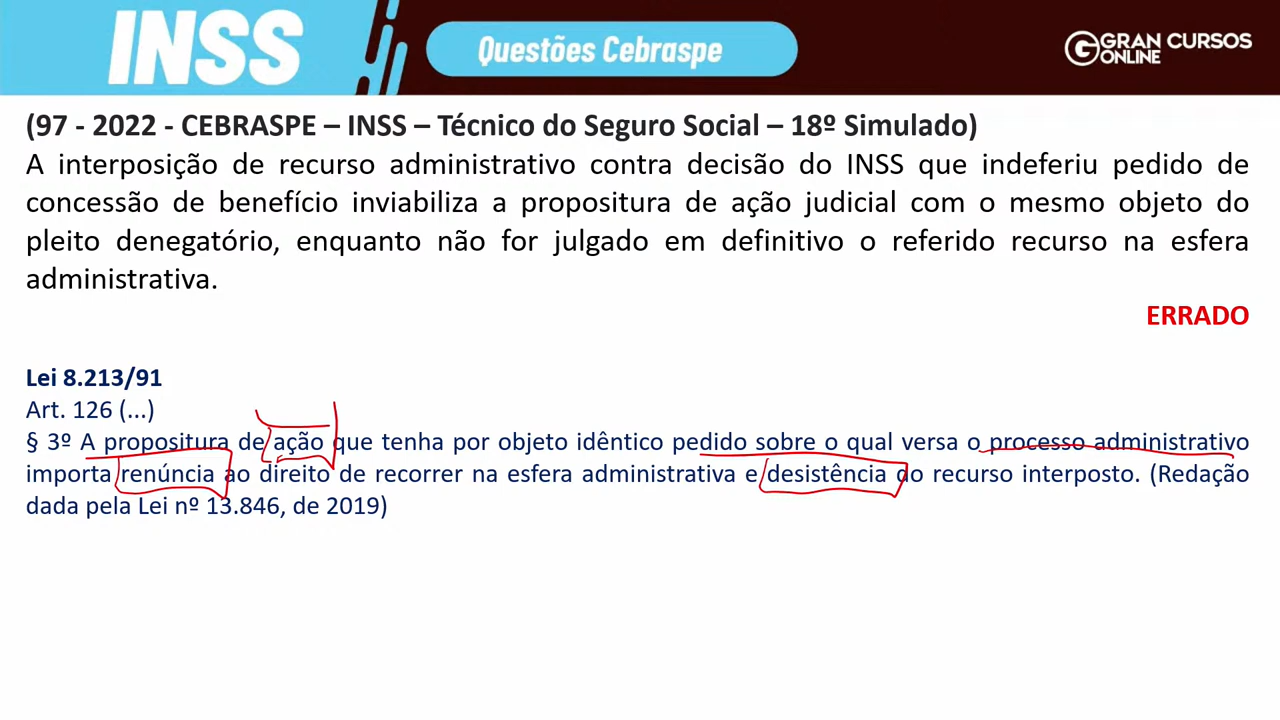 INSS
Questões Cebraspe
GRAN CURSOS
ONLINE
(97 - 2022 - CEBRASPE – INSS – Técnico do Seguro Social – 18º Simulado)
A interposição de recurso administrativo contra decisão do INSS que indeferiu pedido de
concessão de benefício inviabiliza a propositura de ação judicial com o mesmo objeto do
pleito denegatório, enquanto não for julgado em definitivo o referido recurso na esfera
administrativa.
ERRADO
Lei 8.213/91
Art. 126 (...)
§ 3º A propositura de ação que tenha por objeto idêntico pedido sobre o qual versa o processo administrativo
importa renúncia ao direito de recorrer na esfera administrativa e desistência do recurso interposto. (Redação
dada pela Lei nº 13.846, de 2019)